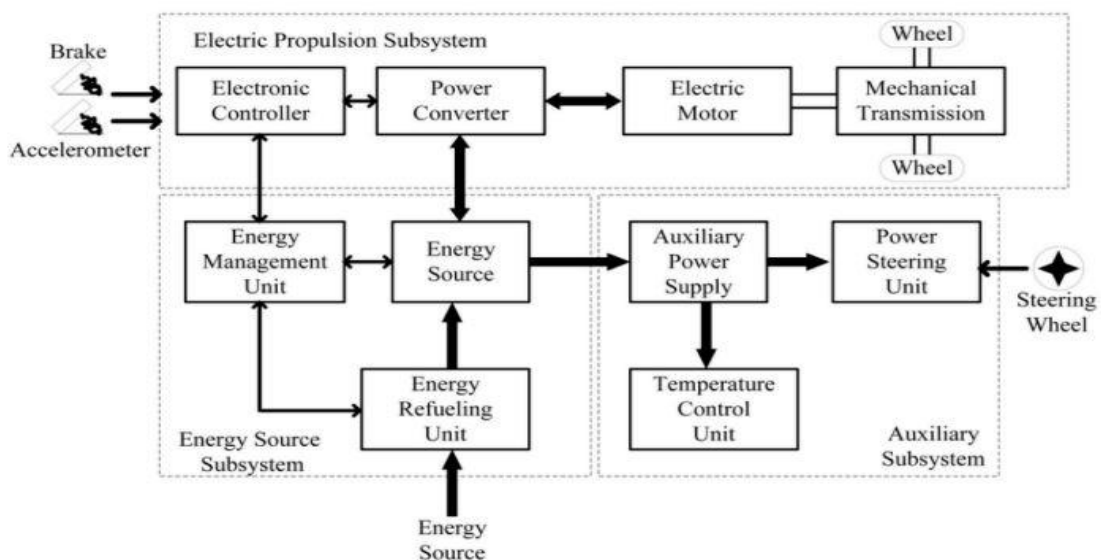 Electric Propulsion Subsystem
Wheel
Brake
Electronic
Controller
Power
Converter
Electric
Motor
Mechanical
Transmission
Accelerometer
Wheel
Energy
Management
Unit
Energy
Source
Auxiliary
Power
Supply
Power
Steering
Unit
Steering
Wheel
Energy
Refueling
Unit
Temperature
Control
Unit
Energy Source
Subsystem
Auxiliary
Subsystem
Energy
Source